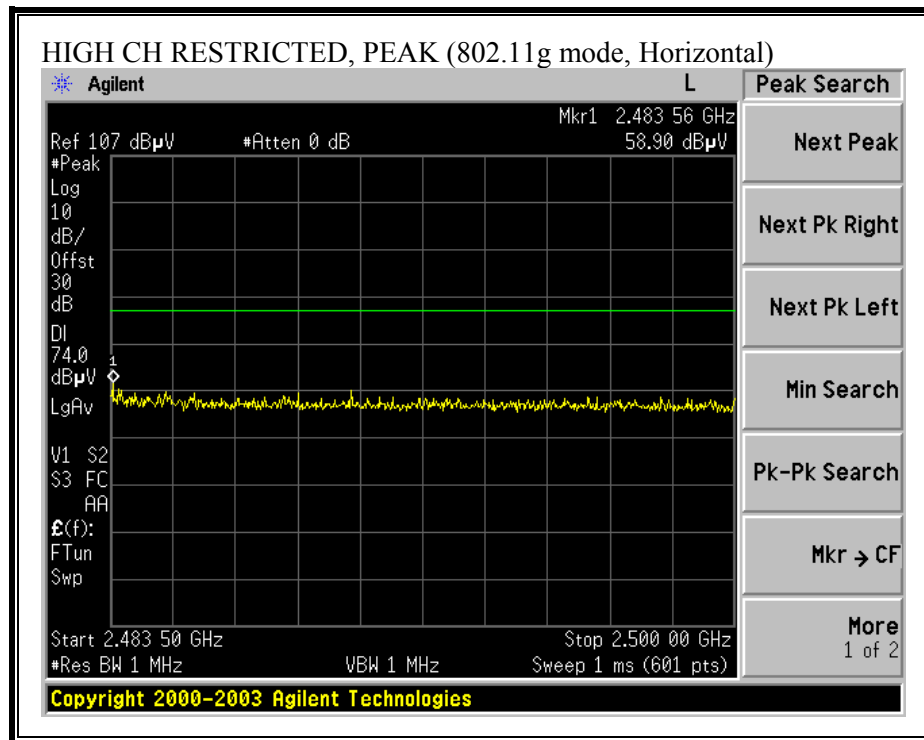 HIGH CH RESTRICTED, PEAK (802.11g mode, Horizontal)
Agilent L Peak Search
Mkr1 2.483 56 GHz
Ref 107 dBµV #Atten 0 dB 58.90 dBµV
#Peak
Log
10
dB/
Offst
30
dB
DI
74.0
dBµV
LgAv
1
V1 S2
S3 FC
AA
£(f):
FTun
Swp
Start 2.483 50 GHz Stop 2.500 00 GHz
#Res BW 1 MHz VBW 1 MHz Sweep 1 ms (601 pts)
Next Peak
Next Pk Right
Next Pk Left
Min Search
Pk-Pk Search
Mkr → CF
More
1 of 2
Copyright 2000-2003 Agilent Technologies